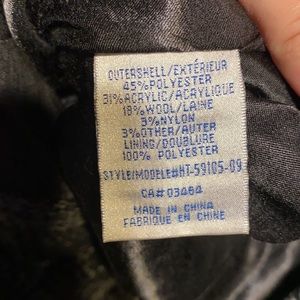 OUTERSHELL/EXTÉRIEUR
45% POLYESTER
31% ACRYLIC/ACRYLIQUE
18% WOOL/LAINE
3% NYLON
3% OTHER/AUTER
LINING/DOUBLURE
100% POLYESTER
STYLE/MODELE#HT-59105-09
CA# 03464
MADE IN CHINA
FABRIQUE EN CHINE